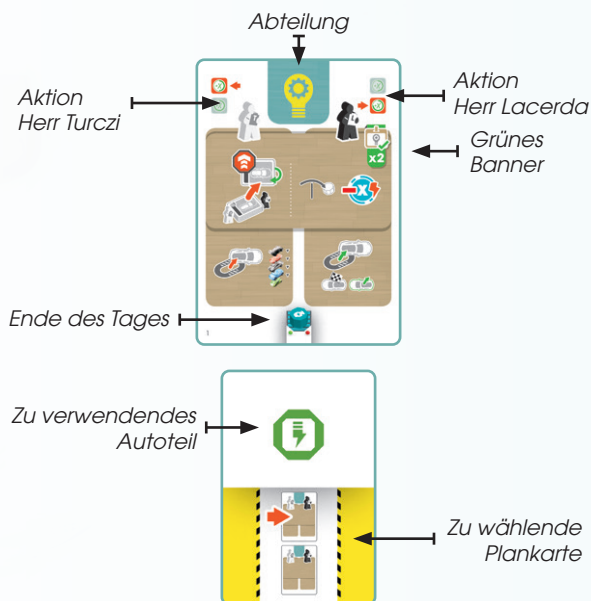 Abteilung
Aktion
Herr Turczi
Aktion
Herr Lacerda
Grünes
Banner
x2
Ende des Tages
1
Zu verwendendes
Autoteil
Zu wählende
Plankarte